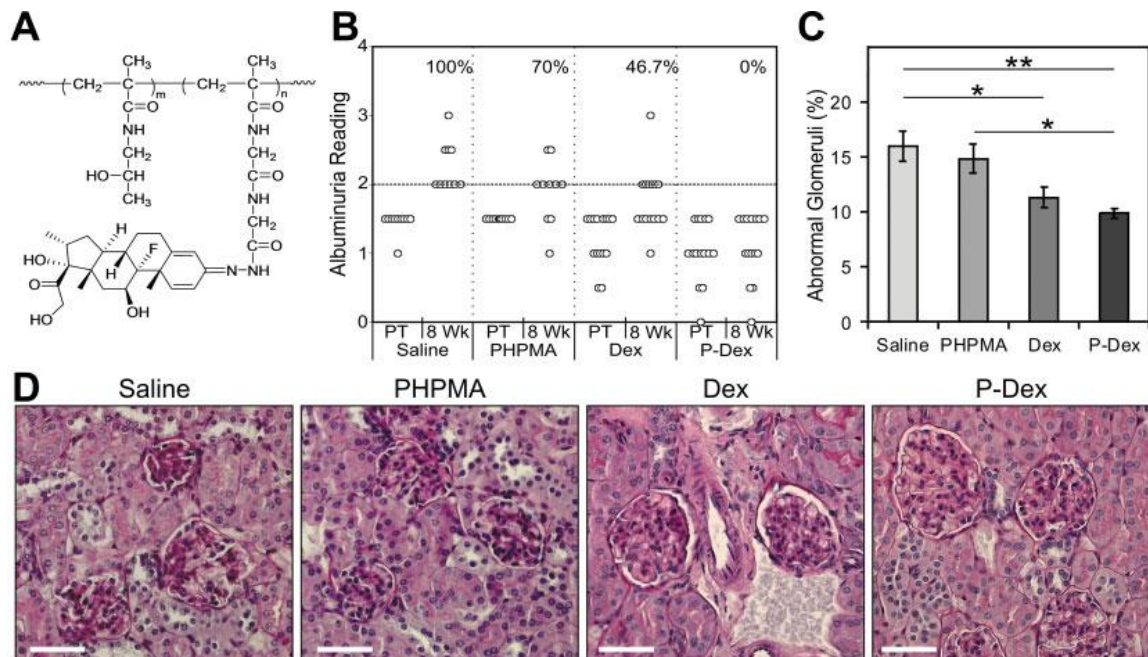 A
CH3
CH3
CH2
m
CH2
n
C=O
C=O
NH
NH
CH2
CH2
HO-CH
C=O
CH3
NH
CH2
C=O
N-NH
HO
H
F
H
O
HO
OH
B
Albuminuria Reading
4
3
2
1
0
100%
70%
46.7%
0%
PT 8 Wk
PT 8 Wk
PT 8 Wk
PT 8 Wk
Saline
PHPMA
Dex
P-Dex
C
Abnormal Glomeruli (%)
20
15
10
5
0
**
*
*
Saline
PHPMA
Dex
P-Dex
D
Saline
PHPMA
Dex
P-Dex